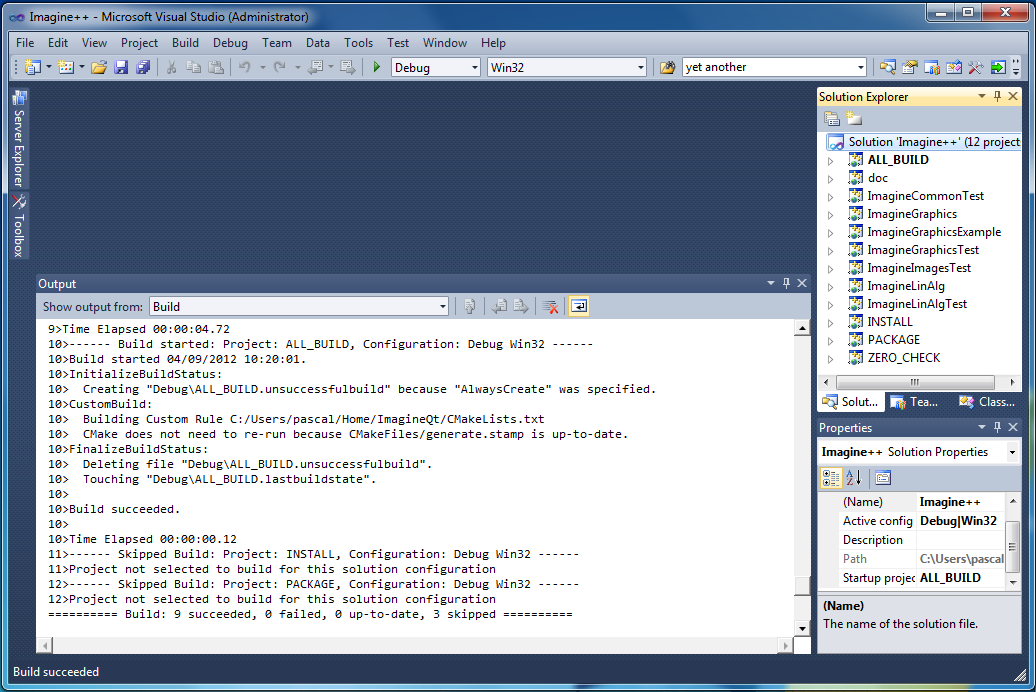 Imagine++ - Microsoft Visual Studio (Administrator)
File Edit View Project Build Debug Team Data Tools Test Window Help
Debug Win32 yet another
Server Explorer
Toolbox
Solution Explorer
Solution 'Imagine++' (12 project
ALL_BUILD
doc
ImagineCommonTest
ImagineGraphics
ImagineGraphicsExample
ImagineGraphicsTest
ImagineImagesTest
ImagineLinAlg
ImagineLinAlgTest
INSTALL
PACKAGE
ZERO_CHECK
Solut... Tea... Class...
Output
Show output from: Build
9>Time Elapsed 00:00:04.72
10>------ Build started: Project: ALL_BUILD, Configuration: Debug Win32 ------
10>Build started 04/09/2012 10:20:01.
10>InitializeBuildStatus:
10>  Creating "Debug\ALL_BUILD.unsuccessfulbuild" because "AlwaysCreate" was specified.
10>CustomBuild:
10>  Building Custom Rule C:/Users/pascal/Home/ImagineQt/CMakeLists.txt
10>  CMake does not need to re-run because CMakeFiles/generate.stamp is up-to-date.
10>FinalizeBuildStatus:
10>  Deleting file "Debug\ALL_BUILD.unsuccessfulbuild".
10>  Touching "Debug\ALL_BUILD.lastbuildstate".
10>
10>Build succeeded.
10>
10>Time Elapsed 00:00:00.12
11>------ Skipped Build: Project: INSTALL, Configuration: Debug Win32 ------
11>Project not selected to build for this solution configuration
12>------ Skipped Build: Project: PACKAGE, Configuration: Debug Win32 ------
12>Project not selected to build for this solution configuration
========== Build: 9 succeeded, 0 failed, 0 up-to-date, 3 skipped ==========
Properties
Imagine++ Solution Properties
(Name) Imagine++
Active config Debug|Win32
Description
Path C:\Users\pascal
Startup projec ALL_BUILD
(Name)
The name of the solution file.
Build succeeded